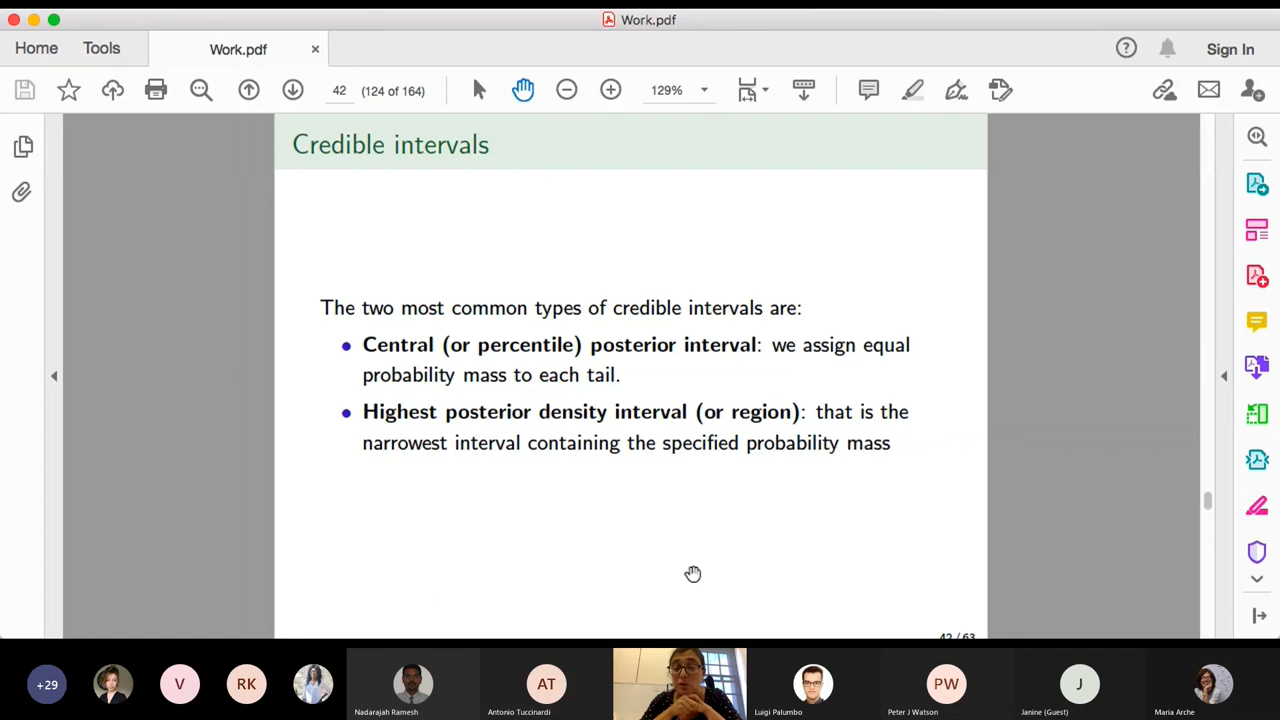 Work.pdf
Home
Tools
Work.pdf
×
Sign In
42
(124 of 164)
129%
Credible intervals
The two most common types of credible intervals are:
• Central (or percentile) posterior interval: we assign equal
probability mass to each tail.
• Highest posterior density interval (or region): that is the
narrowest interval containing the specified probability mass
42 / 63
+29
V
RK
AT
PW
J
Nadarajah Ramesh
Antonio Tuccinardi
Luigi Palumbo
Peter J Watson
Janine (Guest)
Maria Arche